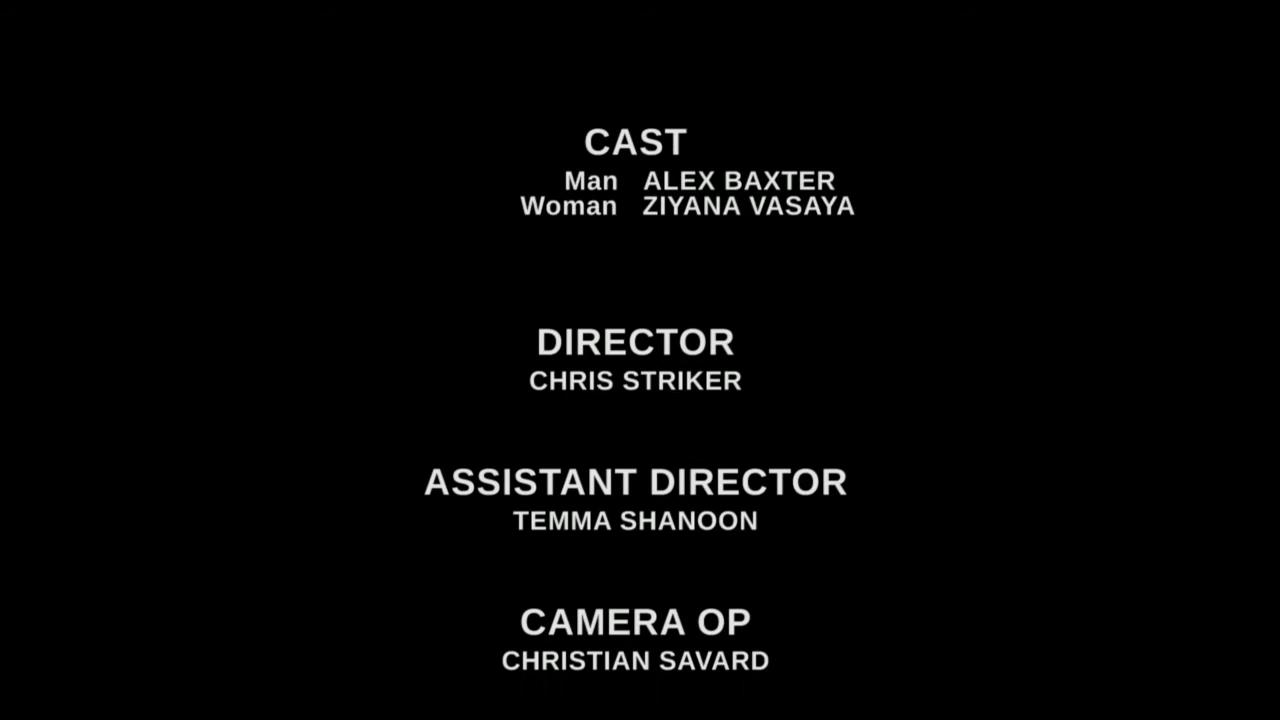 CAST
Man ALEX BAXTER
Woman ZIYANA VASAYA
DIRECTOR
CHRIS STRIKER
ASSISTANT DIRECTOR
TEMMA SHANOON
CAMERA OP
CHRISTIAN SAVARD